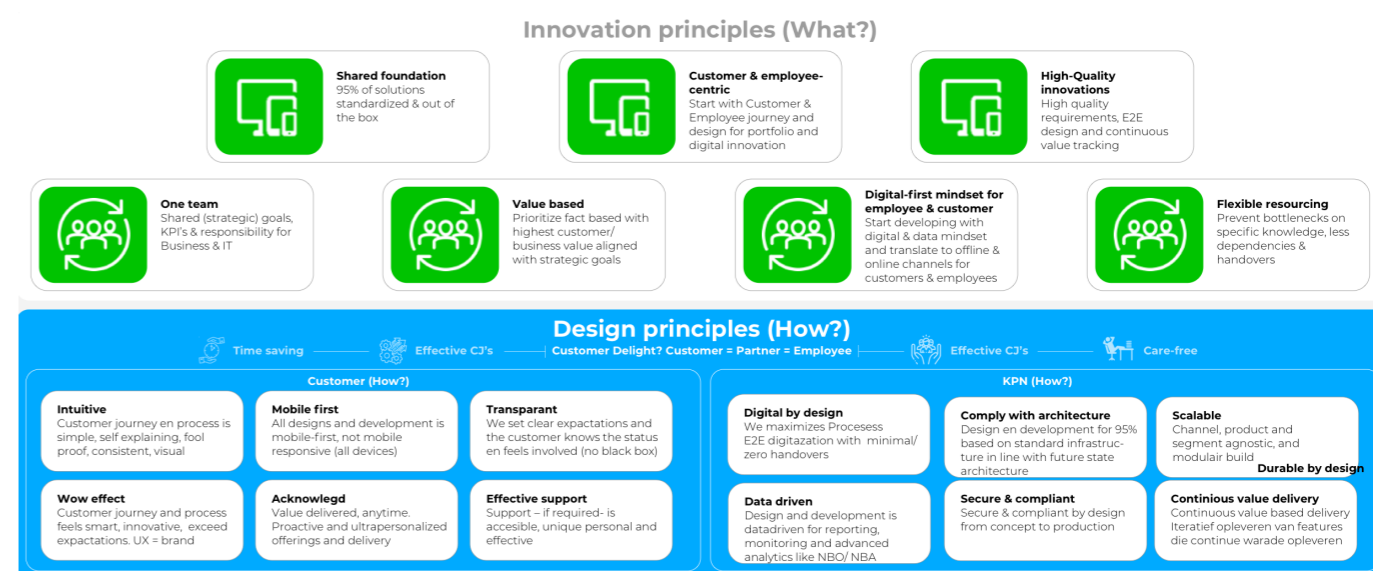 Innovation principles (What?)
Shared foundation
95% of solutions
standardized & out of
the box
Customer & employee-
centric
Start with Customer &
Employee journey and
design for portfolio and
digital innovation
High-Quality
innovations
High quality
requirements, E2E
design and continuous
value tracking
One team
Shared (strategic) goals,
KPI's & responsibility for
Business & IT
Value based
Prioritize fact based with
highest customer/
business value aligned
with strategic goals
Digital-first mindset for
employee & customer
Start developing with
digital & data mindset
and translate to offline &
online channels for
customers & employees
Flexible resourcing
Prevent bottlenecks on
specific knowledge, less
dependencies &
handovers
Design principles (How?)
Time saving
Effective CJ's
Customer Delight? Customer = Partner = Employee
Effective CJ's
Care-free
Customer (How?)
Intuitive
Customer journey en process is
simple, self explaining, fool
proof, consistent, visual
Mobile first
All designs and development is
mobile-first, not mobile
responsive (all devices)
Transparant
We set clear expactations and
the customer knows the status
en feels involved (no black box)
Wow effect
Customer journey and process
feels smart, innovative, exceed
expactations. UX = brand
Acknowlegd
Value delivered, anytime.
Proactive and ultrapersonalized
offerings and delivery
Effective support
Support – if required- is
accesible, unique personal and
effective
KPN (How?)
Digital by design
We maximizes Procesess
E2E digitazation with minimal/
zero handovers
Comply with architecture
Design en development for 95%
based on standard infrastruc-
ture in line with future state
architecture
Scalable
Channel, product and
segment agnostic, and
modulair build
Durable by design
Data driven
Design and development is
datadriven for reporting,
monitoring and advanced
analytics like NBO/ NBA
Secure & compliant
Secure & compliant by design
from concept to production
Continious value delivery
Continuous value based delivery
Iteratief opleveren van features
die continue warade opleveren